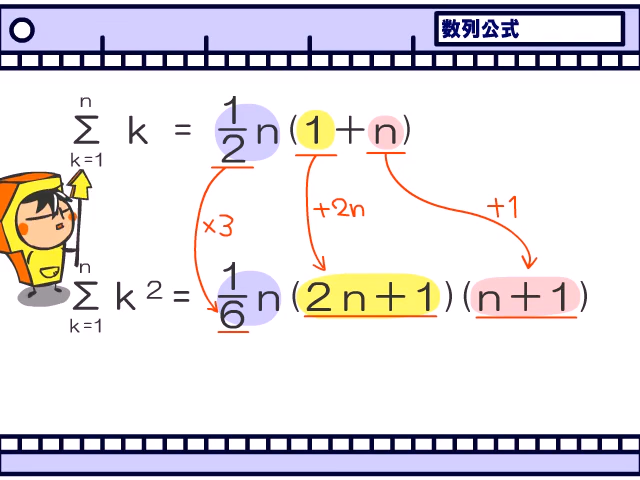 数列公式
n
Σ k = 1/2 n(1+n)
k=1
×3 +2n +1
n
Σ k² = 1/6 n(2n+1)(n+1)
k=1